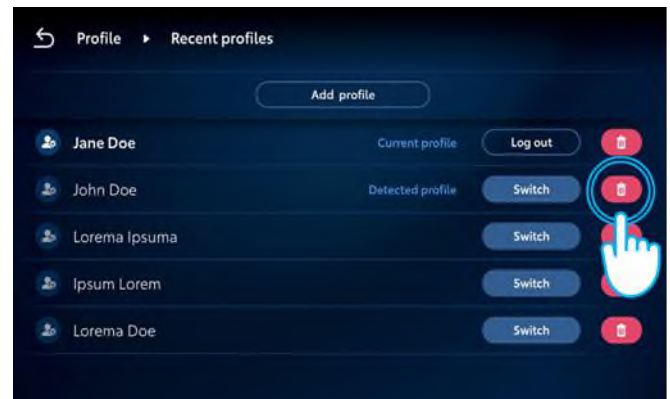 Profile ▸ Recent profiles
Add profile
Jane Doe Current profile Log out
John Doe Detected profile Switch
Lorema Ipsuma Switch
Ipsum Lorem Switch
Lorema Doe Switch